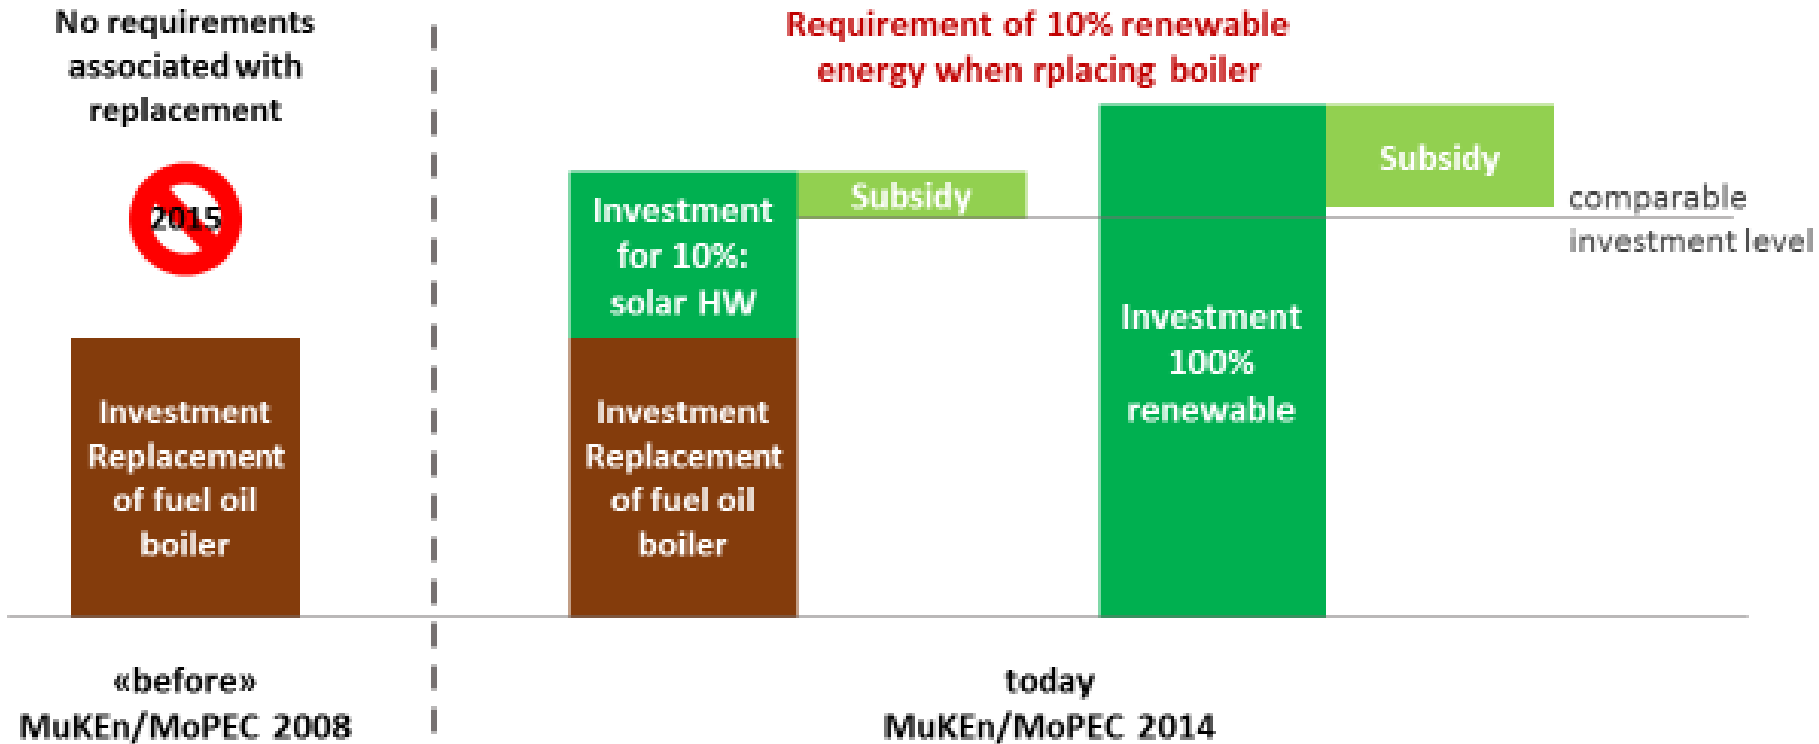 No requirements
associated with
replacement
2015
Investment
Replacement
of fuel oil
boiler
«before»
MuKEn/MoPEC 2008
Requirement of 10% renewable
energy when rplacing boiler
Investment
for 10%:
solar HW
Subsidy
Investment
Replacement
of fuel oil
boiler
Investment
100%
renewable
Subsidy
comparable
investment level
today
MuKEn/MoPEC 2014